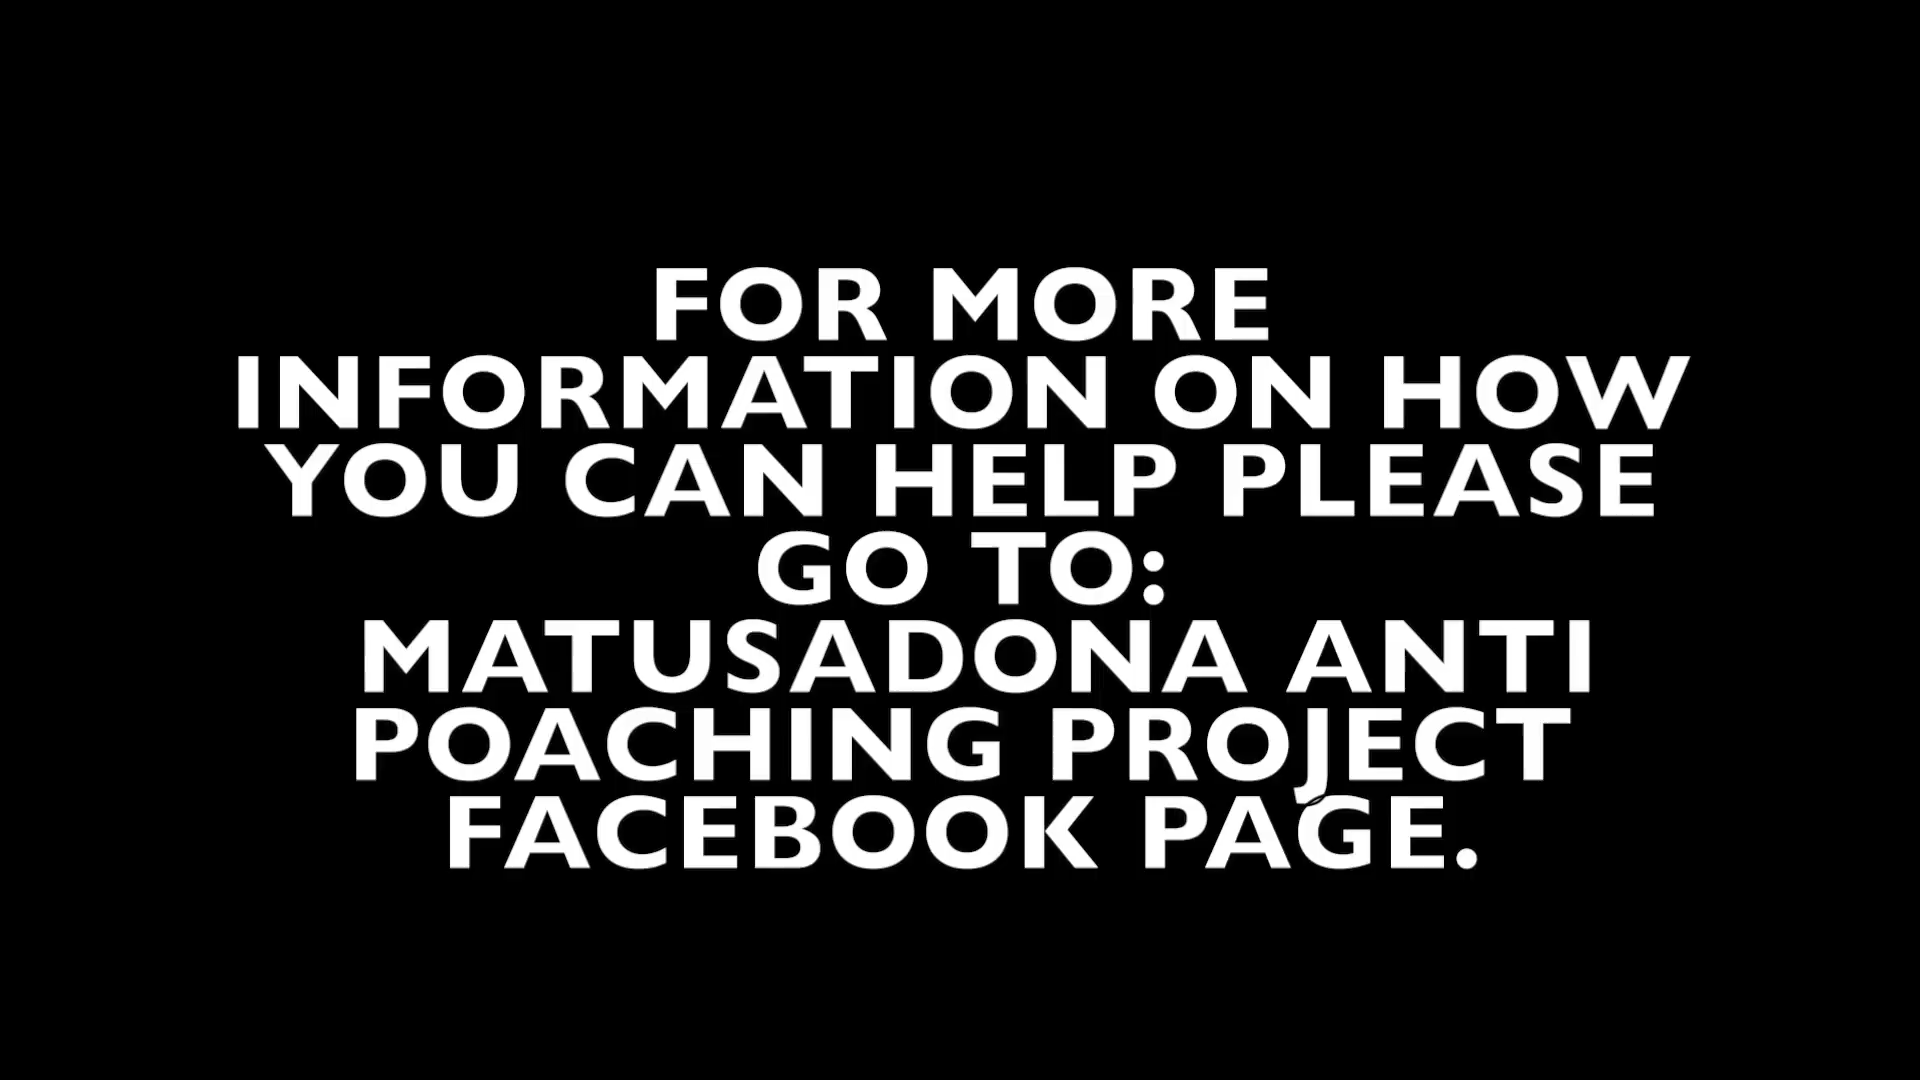 FOR MORE
INFORMATION ON HOW
YOU CAN HELP PLEASE
GO TO:
MATUSADONA ANTI
POACHING PROJECT
FACEBOOK PAGE.